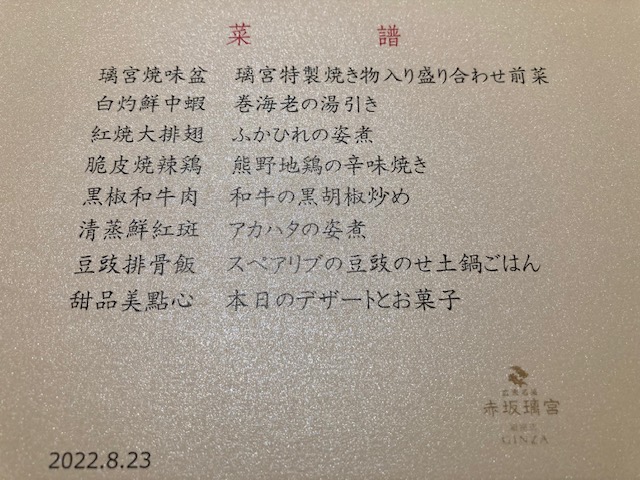 菜 譜
璃宮焼味盆 璃宮特製焼き物入り盛り合わせ前菜
白灼鮮中蝦 巻海老の湯引き
紅焼大排翅 ふかひれの姿煮
脆皮焼辣鶏 熊野地鶏の辛味焼き
黒椒和牛肉 和牛の黒胡椒炒め
清蒸鮮紅斑 アカハタの姿煮
豆豉排骨飯 スペアリブの豆豉のせ土鍋ごはん
甜品美點心 本日のデザートとお菓子
赤坂璃宮
GINZA
2022.8.23